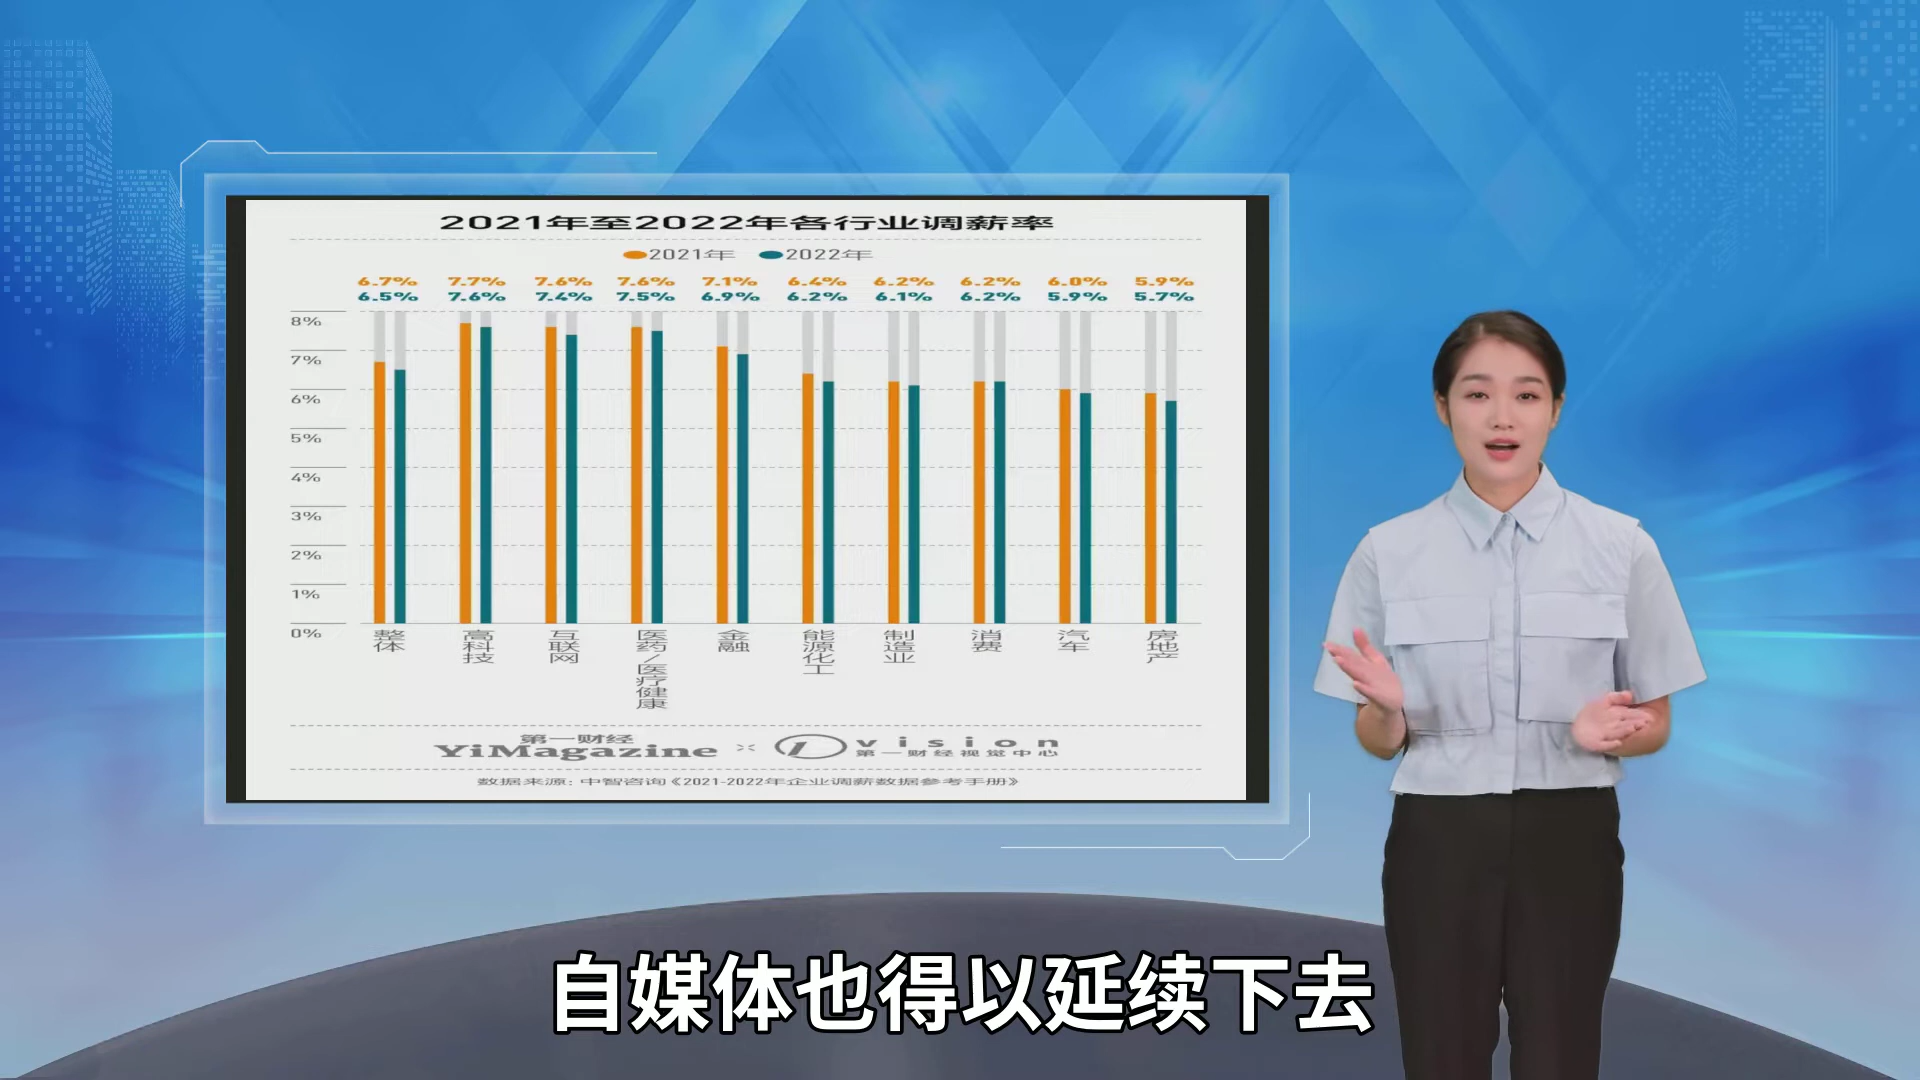 2021年至2022年各行业调薪率
2021年 2022年
6.7% 7.7% 7.6% 7.6% 7.1% 6.4% 6.2% 6.2% 6.0% 5.9%
6.5% 7.6% 7.4% 7.5% 6.9% 6.2% 6.1% 6.2% 5.9% 5.7%
8%
7%
6%
5%
4%
3%
2%
1%
0%
整体
高科技
互联网
医药/医疗健康
金融
能源化工
制造业
消费
汽车
房地产
第一财经
YiMagazine × vision
第一财经视觉中心
数据来源：中智咨询《2021-2022年企业调薪数据参考手册》
自媒体也得以延续下去